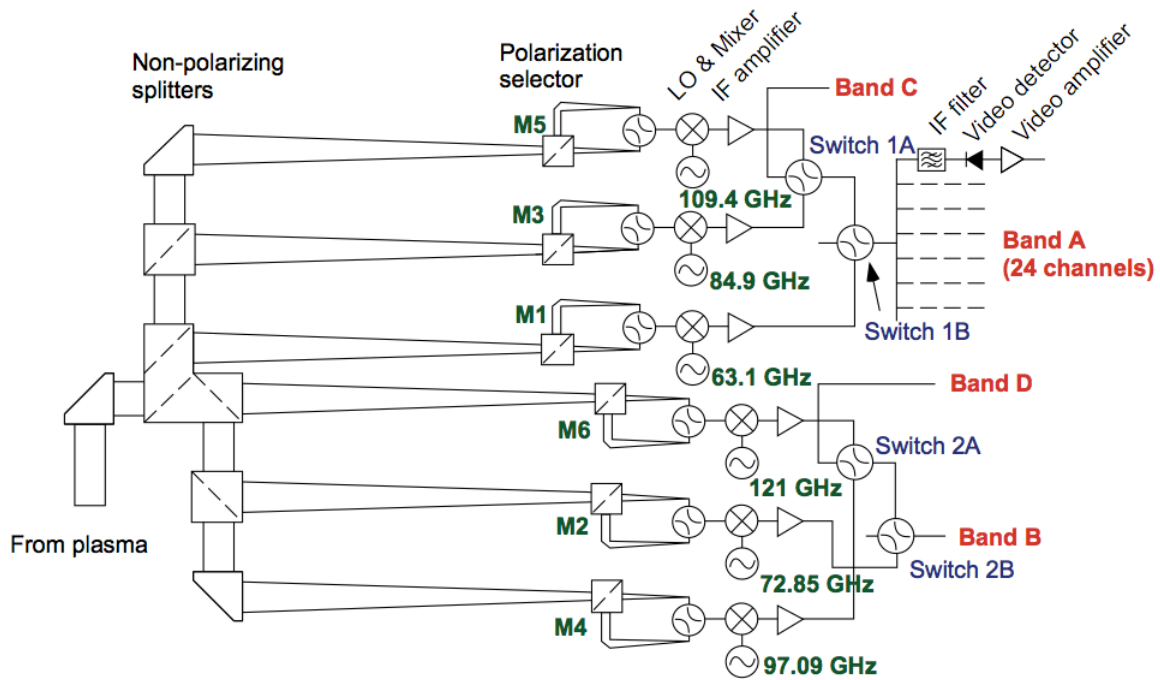 Non-polarizing
splitters
Polarization
selector
LO & Mixer
IF amplifier
IF filter
Video detector
Video amplifier
Band C
M5
Switch 1A
109.4 GHz
M3
Band A
(24 channels)
84.9 GHz
M1
Switch 1B
63.1 GHz
Band D
M6
Switch 2A
121 GHz
M2
From plasma
Band B
Switch 2B
72.85 GHz
M4
97.09 GHz